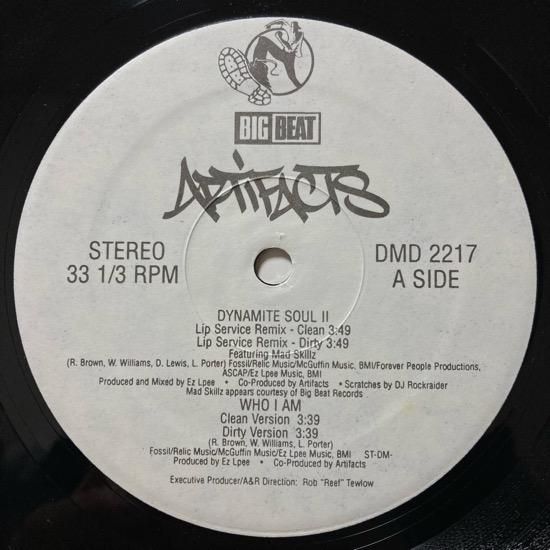 BIG BEAT
ARTIFACTS
STEREO
33 1/3 RPM
DMD 2217
A SIDE
DYNAMITE SOUL II
Lip Service Remix - Clean 3:49
Lip Service Remix - Dirty 3:49
Featuring Mad Skillz
(R. Brown, W. Williams, D. Lewis, L. Porter) Fossil/Relic Music/McGuffin Music, BMI/Forever People Productions,
ASCAP/Ez Lpee Music, BMI
Produced and Mixed by Ez Lpee • Co-Produced by Artifacts • Scratches by DJ Rockraider
Mad Skillz appears courtesy of Big Beat Records
WHO I AM
Clean Version 3:39
Dirty Version 3:39
(R. Brown, W. Williams, L. Porter)
Fossil/Relic Music/McGuffin Music/Ez Lpee Music, BMI ST-DM-
Produced by Ez Lpee • Co-Produced by Artifacts
Executive Producer/A&R Direction: Rob "Reef" Tewlow